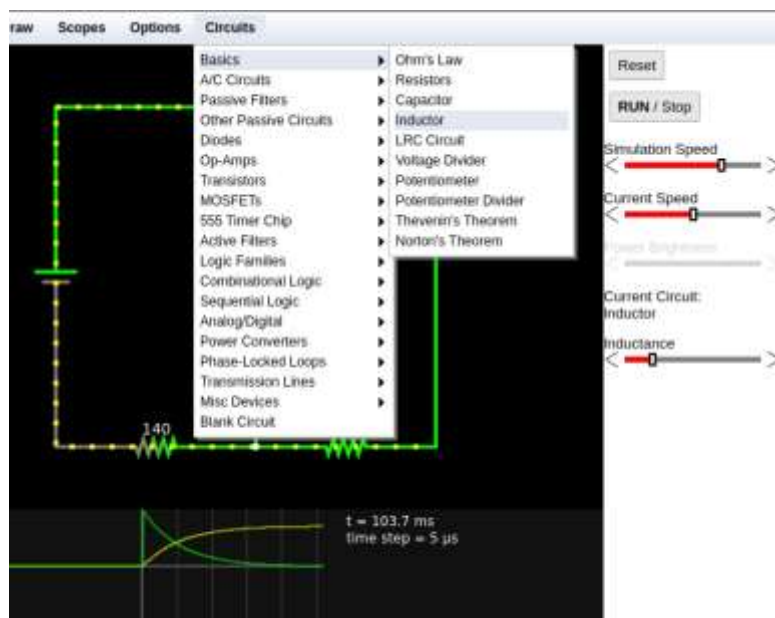 raw Scopes Options Circuits
Basics
A/C Circuits
Passive Filters
Other Passive Circuits
Diodes
Op-Amps
Transistors
MOSFETs
555 Timer Chip
Active Filters
Logic Families
Combinational Logic
Sequential Logic
Analog/Digital
Power Converters
Phase-Locked Loops
Transmission Lines
Misc Devices
Blank Circuit
Ohm's Law
Resistors
Capacitor
Inductor
LRC Circuit
Voltage Divider
Potentiometer
Potentiometer Divider
Thevenin's Theorem
Norton's Theorem
Reset
RUN / Stop
Simulation Speed
Current Speed
Power Brightness
Current Circuit:
Inductor
Inductance
140
t = 103.7 ms
time step = 5 μs